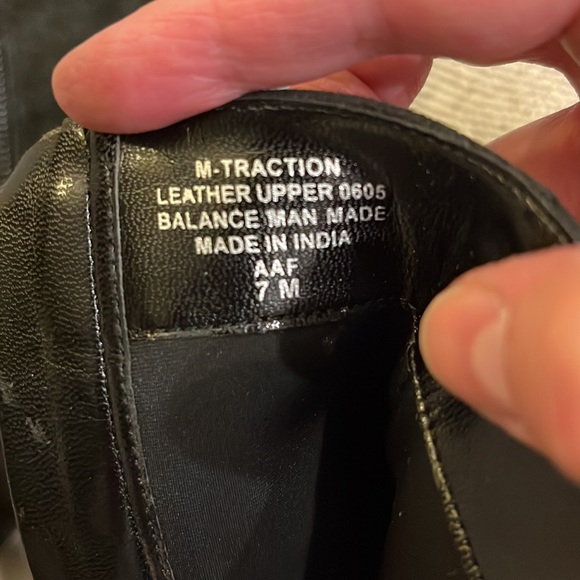 M-TRACTION
LEATHER UPPER 0605
BALANCE MAN MADE
MADE IN INDIA
AAF
7 M